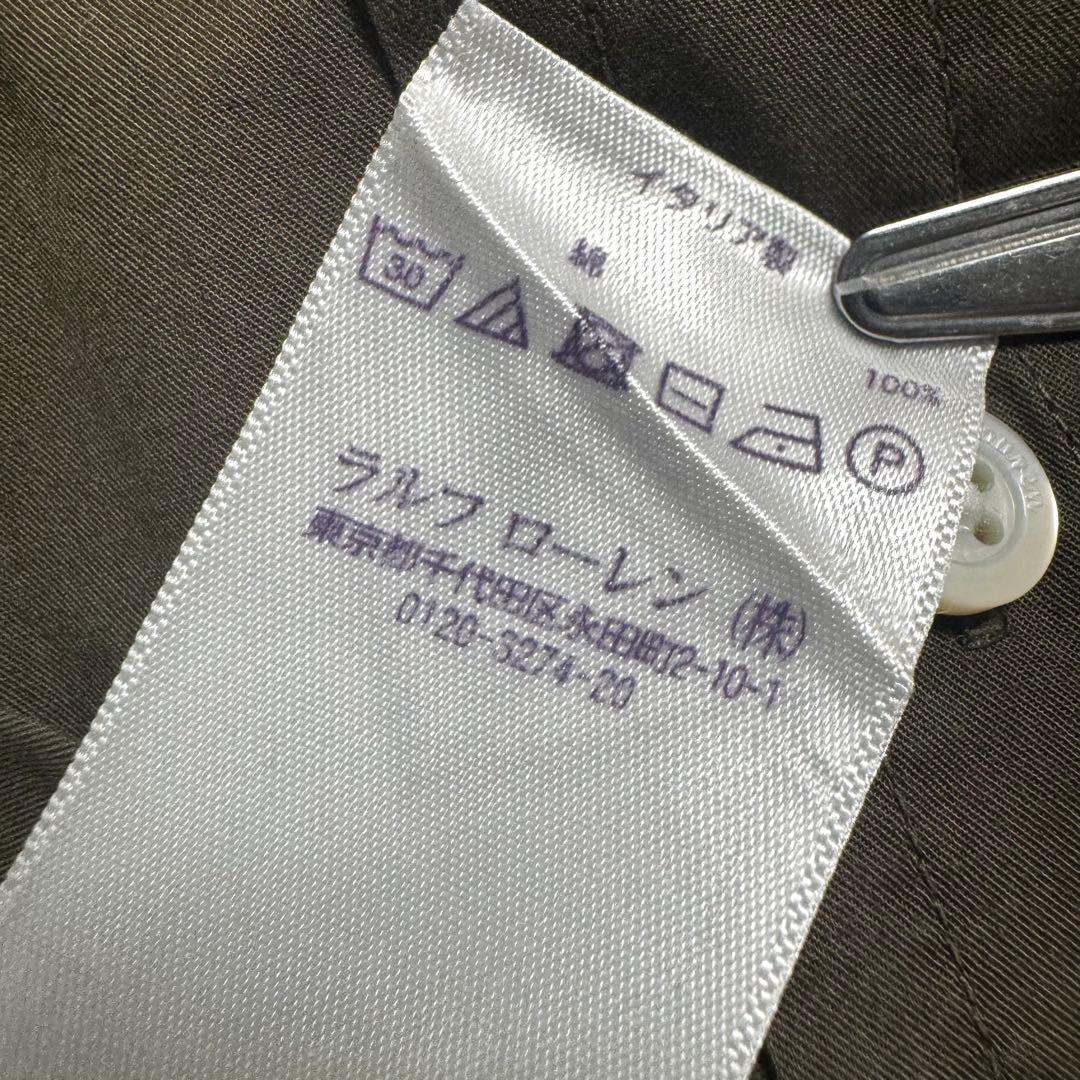 イタリア製
綿 100%
30
P
ラルフ ローレン (株)
東京都千代田区永田町2-10-1
0120-3274-20